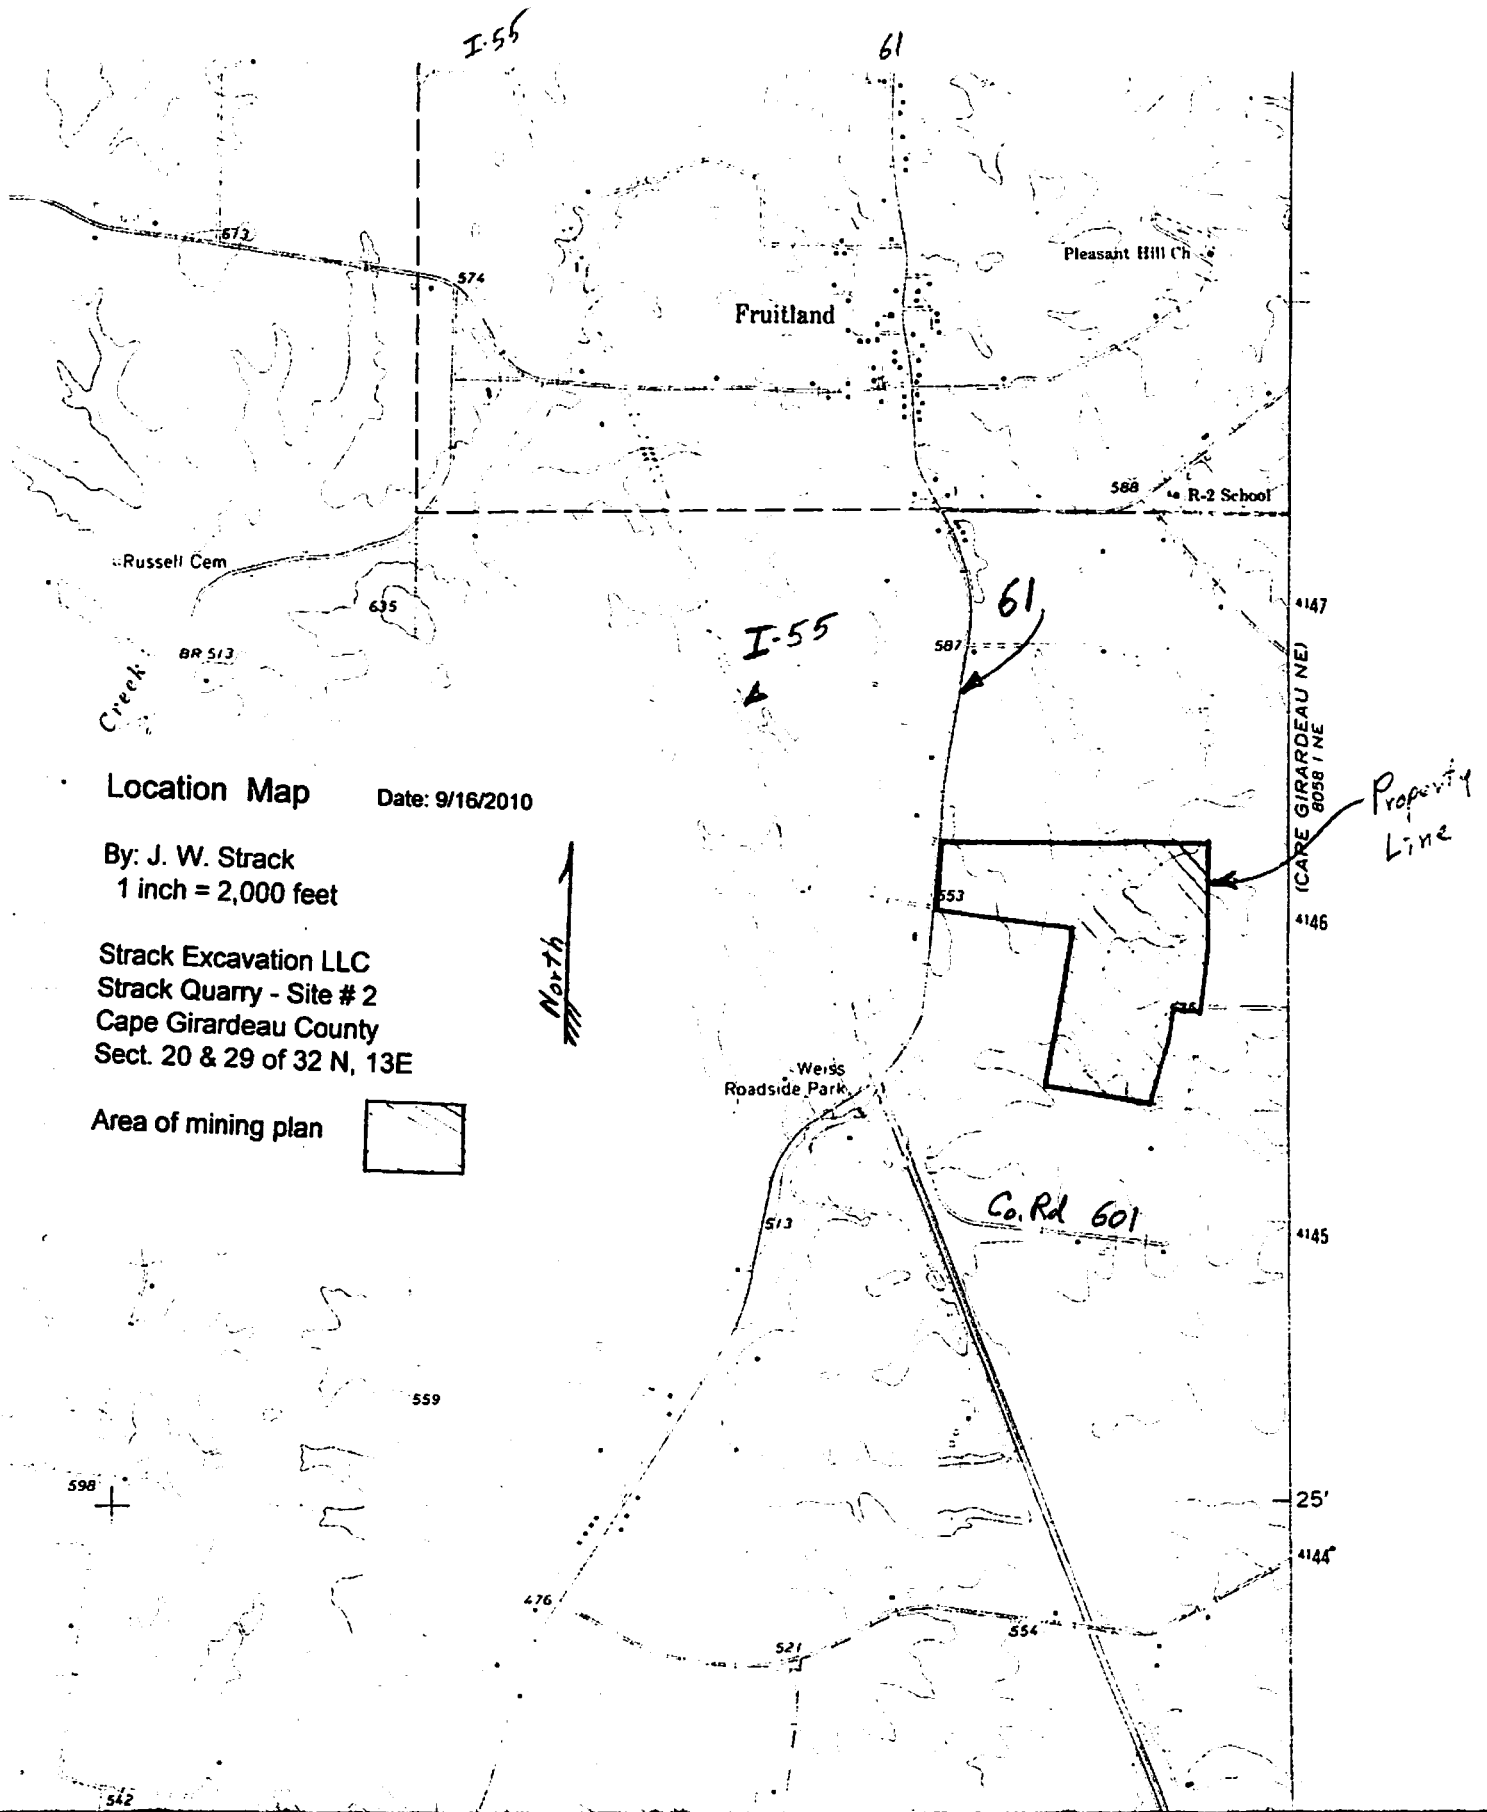 I-55
61
673
574
Pleasant Hill Ch
Fruitland
588
R-2 School
Russell Cem
635
61
4147
I-55
587
BR 513
Creek
(CAPE GIRARDEAU NE)
8058 I NE
Location Map
Date: 9/16/2010
Property
Line
By: J. W. Strack
1 inch = 2,000 feet
553
4146
Strack Excavation LLC
Strack Quarry - Site # 2
Cape Girardeau County
Sect. 20 & 29 of 32 N, 13E
North
Weiss
Roadside Park
Area of mining plan
Co. Rd 601
513
4145
559
598
25'
4144
476
554
521
542